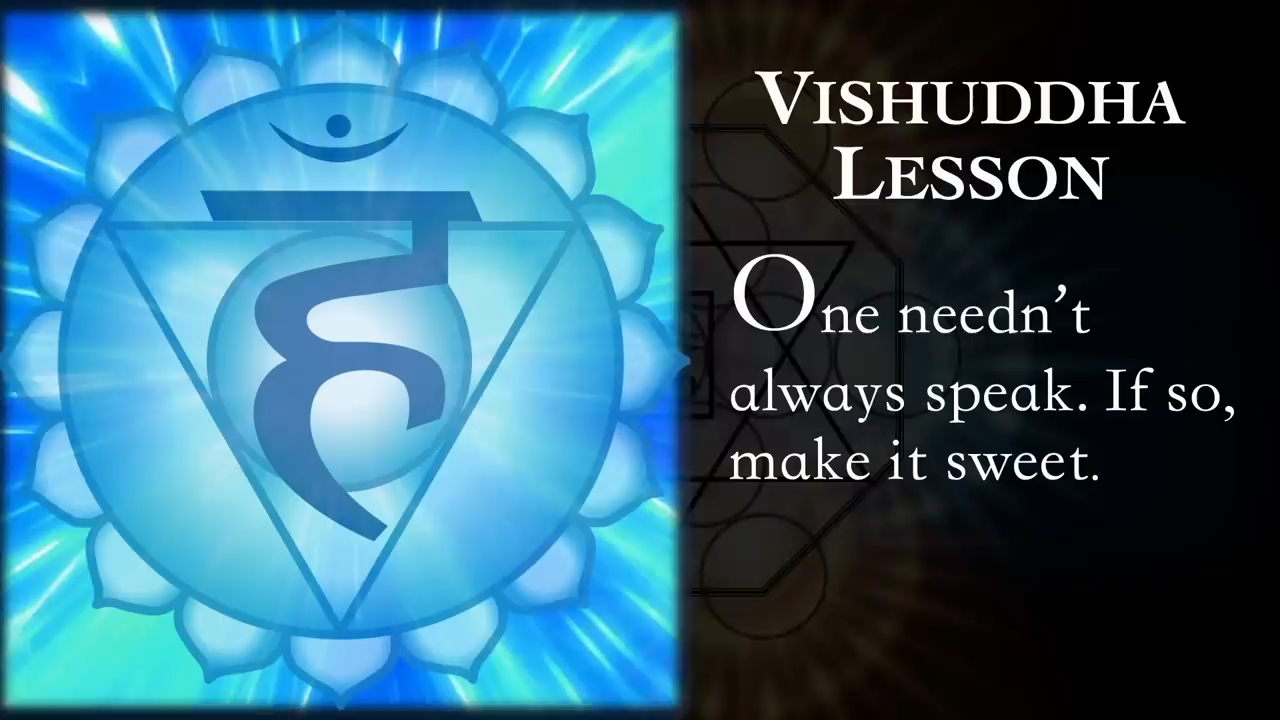 हँ
VISHUDDHA
LESSON
One needn’t
always speak. If so,
make it sweet.